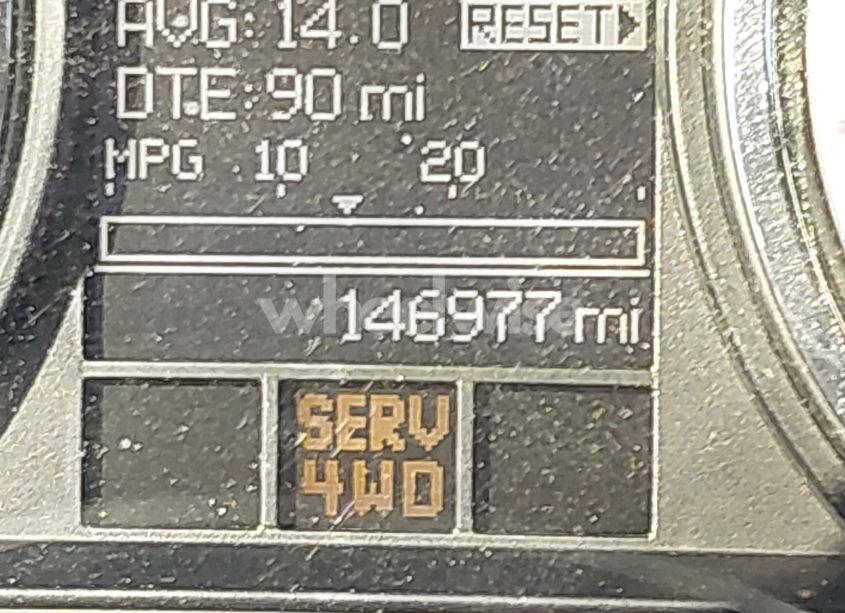 AVG: 14.0 RESET
DTE: 90 mi
MPG 10 20
146977 mi
SERV
4WD